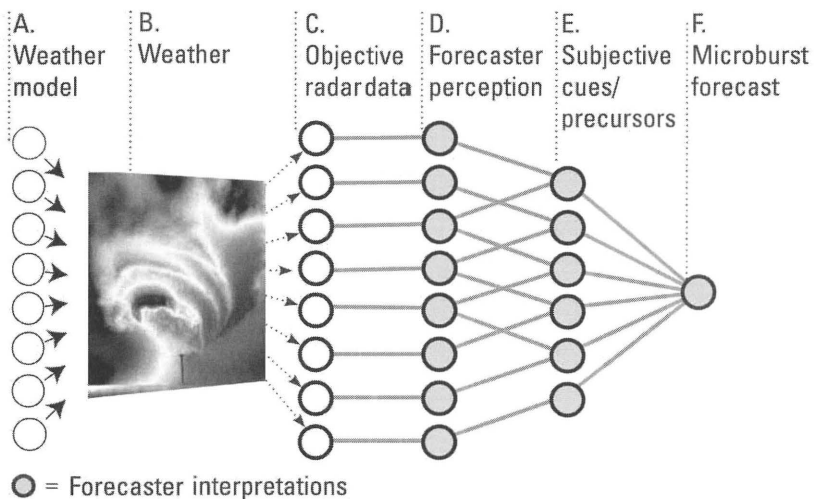 A.
Weather
model
B.
Weather
C.
Objective
radar data
D.
Forecaster
perception
E.
Subjective
cues/
precursors
F.
Microburst
forecast
= Forecaster interpretations